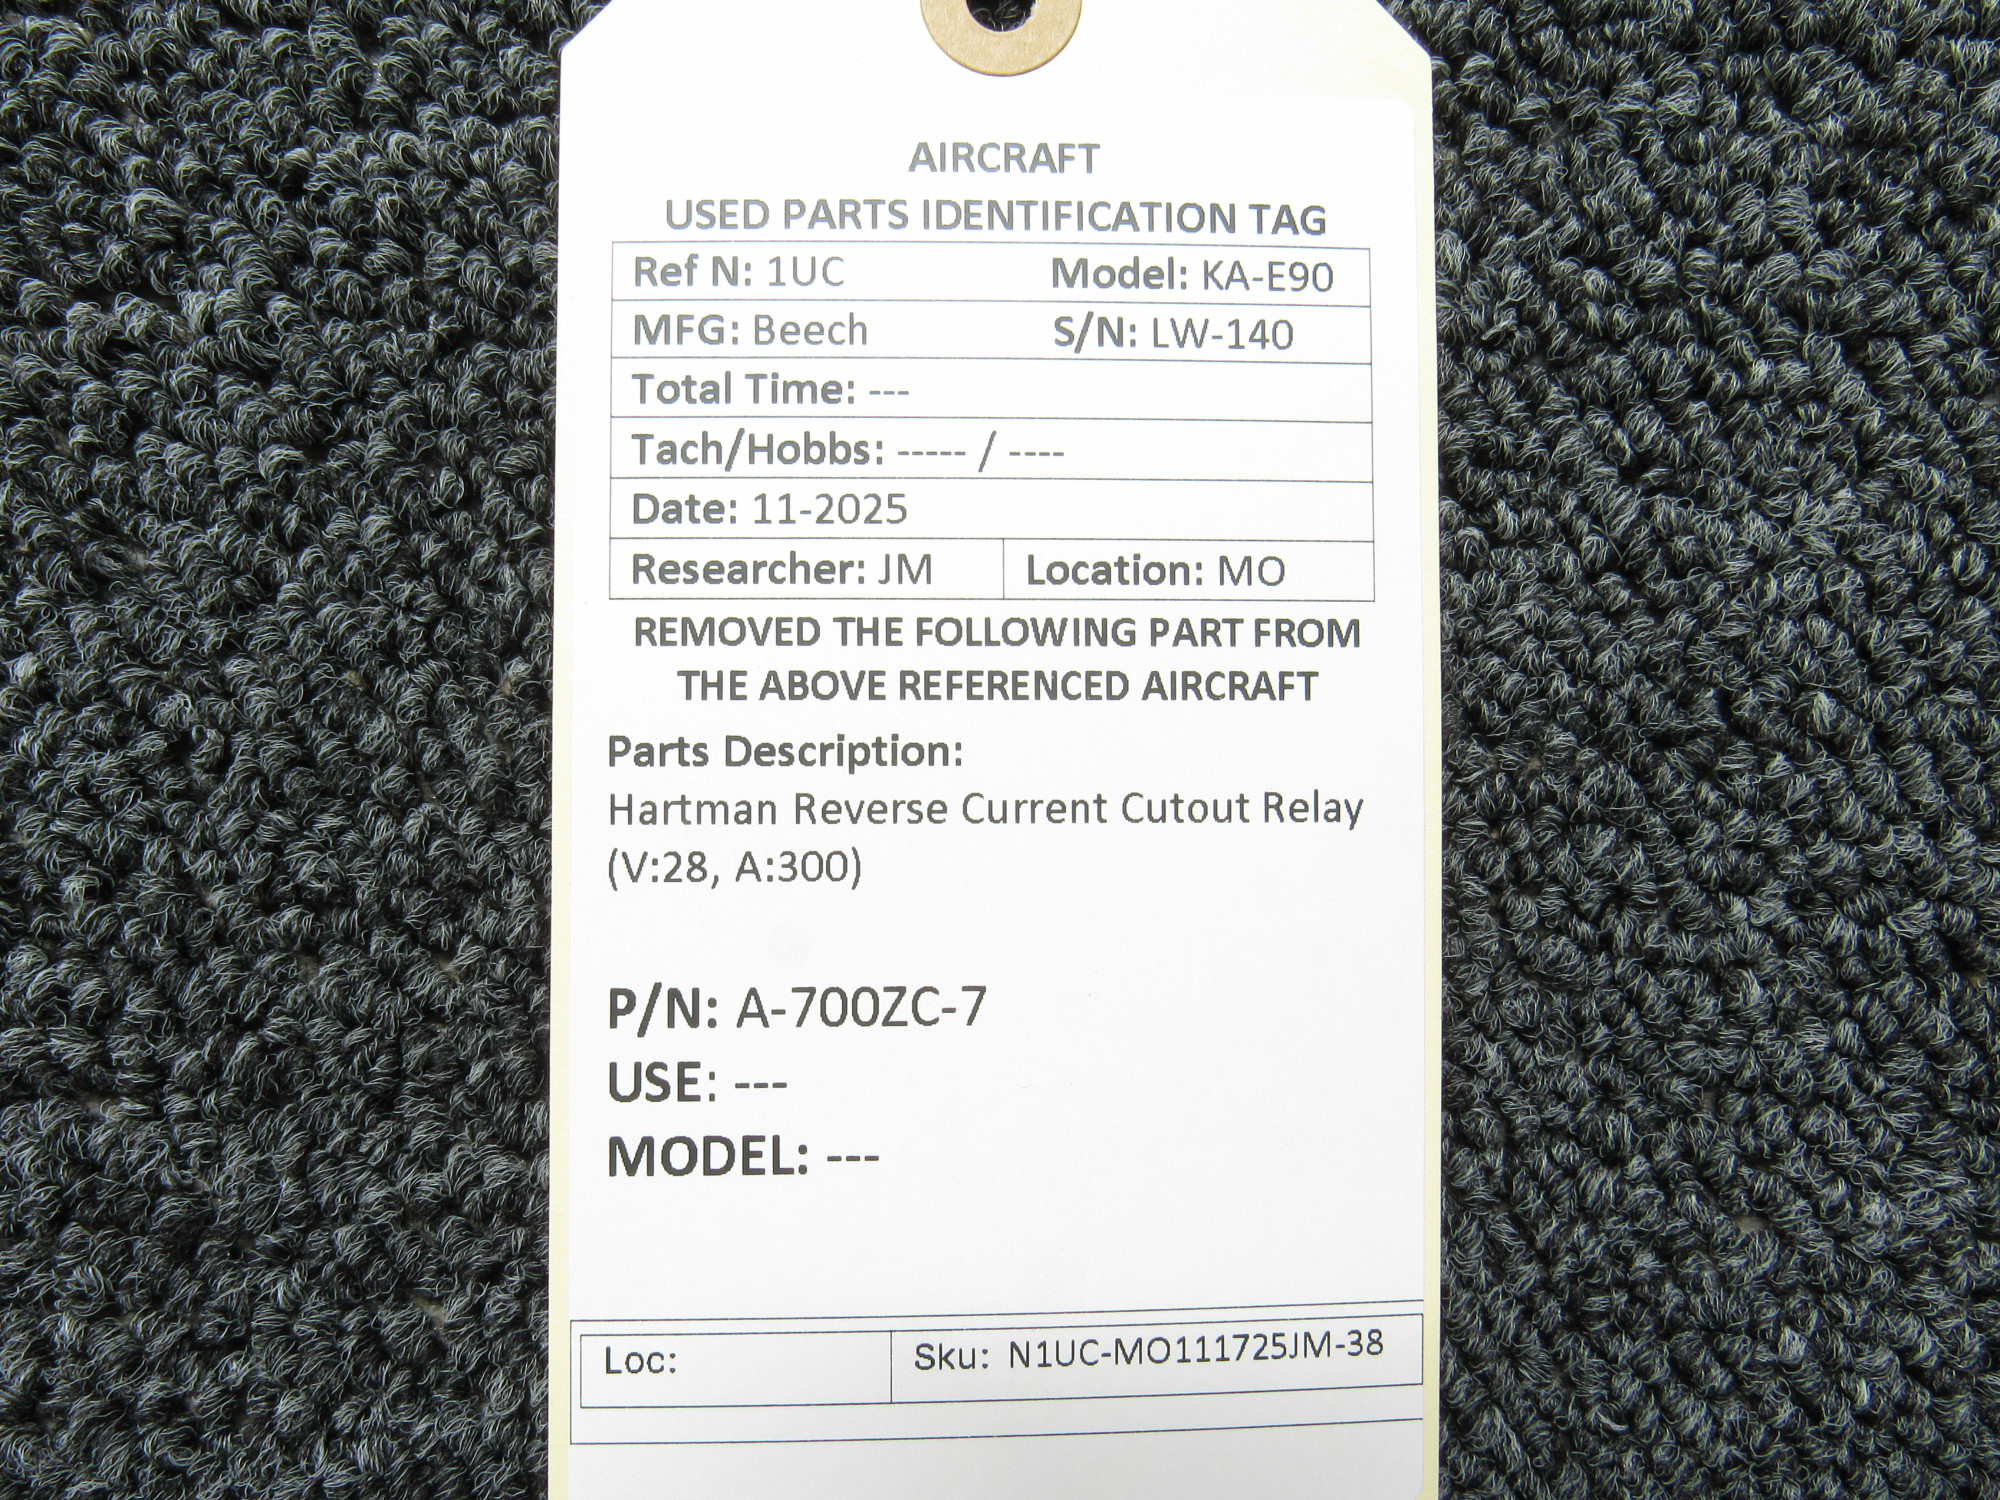 AIRCRAFT
USED PARTS IDENTIFICATION TAG
Ref N: 1UC Model: KA-E90
MFG: Beech S/N: LW-140
Total Time: ---
Tach/Hobbs: ----- / ----
Date: 11-2025
Researcher: JM Location: MO
REMOVED THE FOLLOWING PART FROM
THE ABOVE REFERENCED AIRCRAFT
Parts Description:
Hartman Reverse Current Cutout Relay
(V:28, A:300)
P/N: A-700ZC-7
USE: ---
MODEL: ---
Loc: Sku: N1UC-MO111725JM-38